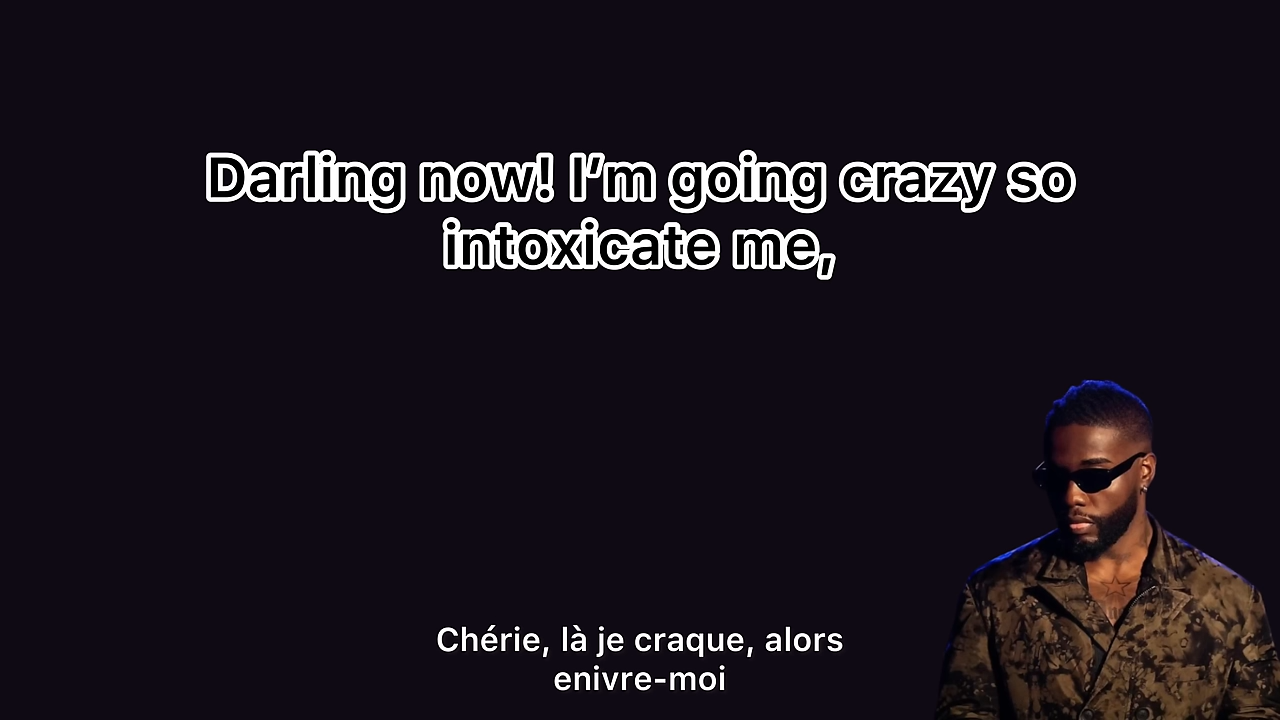 Darling now! I’m going crazy so
intoxicate me,
Chérie, là je craque, alors
enivre-moi